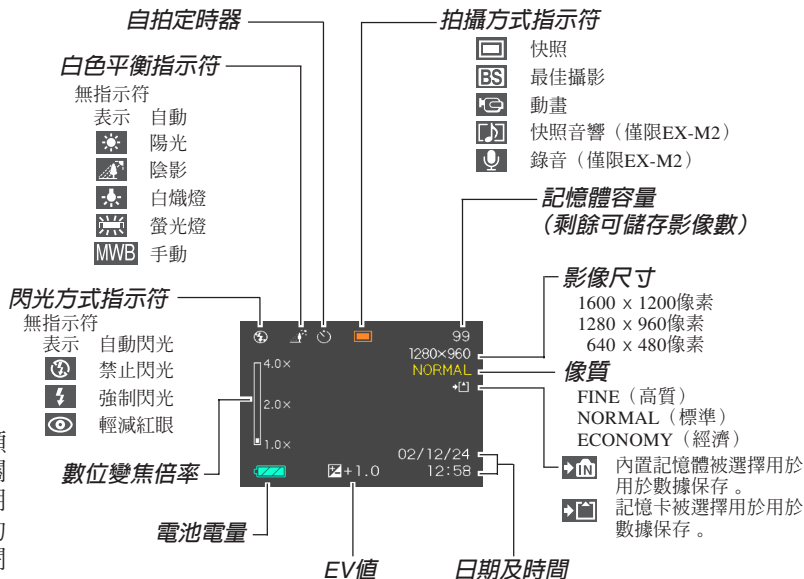 自拍定時器
拍攝方式指示符
快照
BS 最佳攝影
動畫
快照音響（僅限EX-M2）
錄音（僅限EX-M2）
白色平衡指示符
無指示符
表示 自動
陽光
陰影
白熾燈
螢光燈
MWB 手動
記憶體容量
（剩餘可儲存影像數）
影像尺寸
1600 x 1200像素
1280 x 960像素
640 x 480像素
閃光方式指示符
無指示符
表示 自動閃光
禁止閃光
強制閃光
輕減紅眼
99
1280×960
NORMAL
4.0×
2.0×
1.0×
02/12/24
+1.0 12:58
像質
FINE（高質）
NORMAL（標準）
ECONOMY（經濟）
IN 內置記憶體被選擇用於
用於數據保存。
記憶卡被選擇用於用於
數據保存。
數位變焦倍率
電池電量
EV值
日期及時間